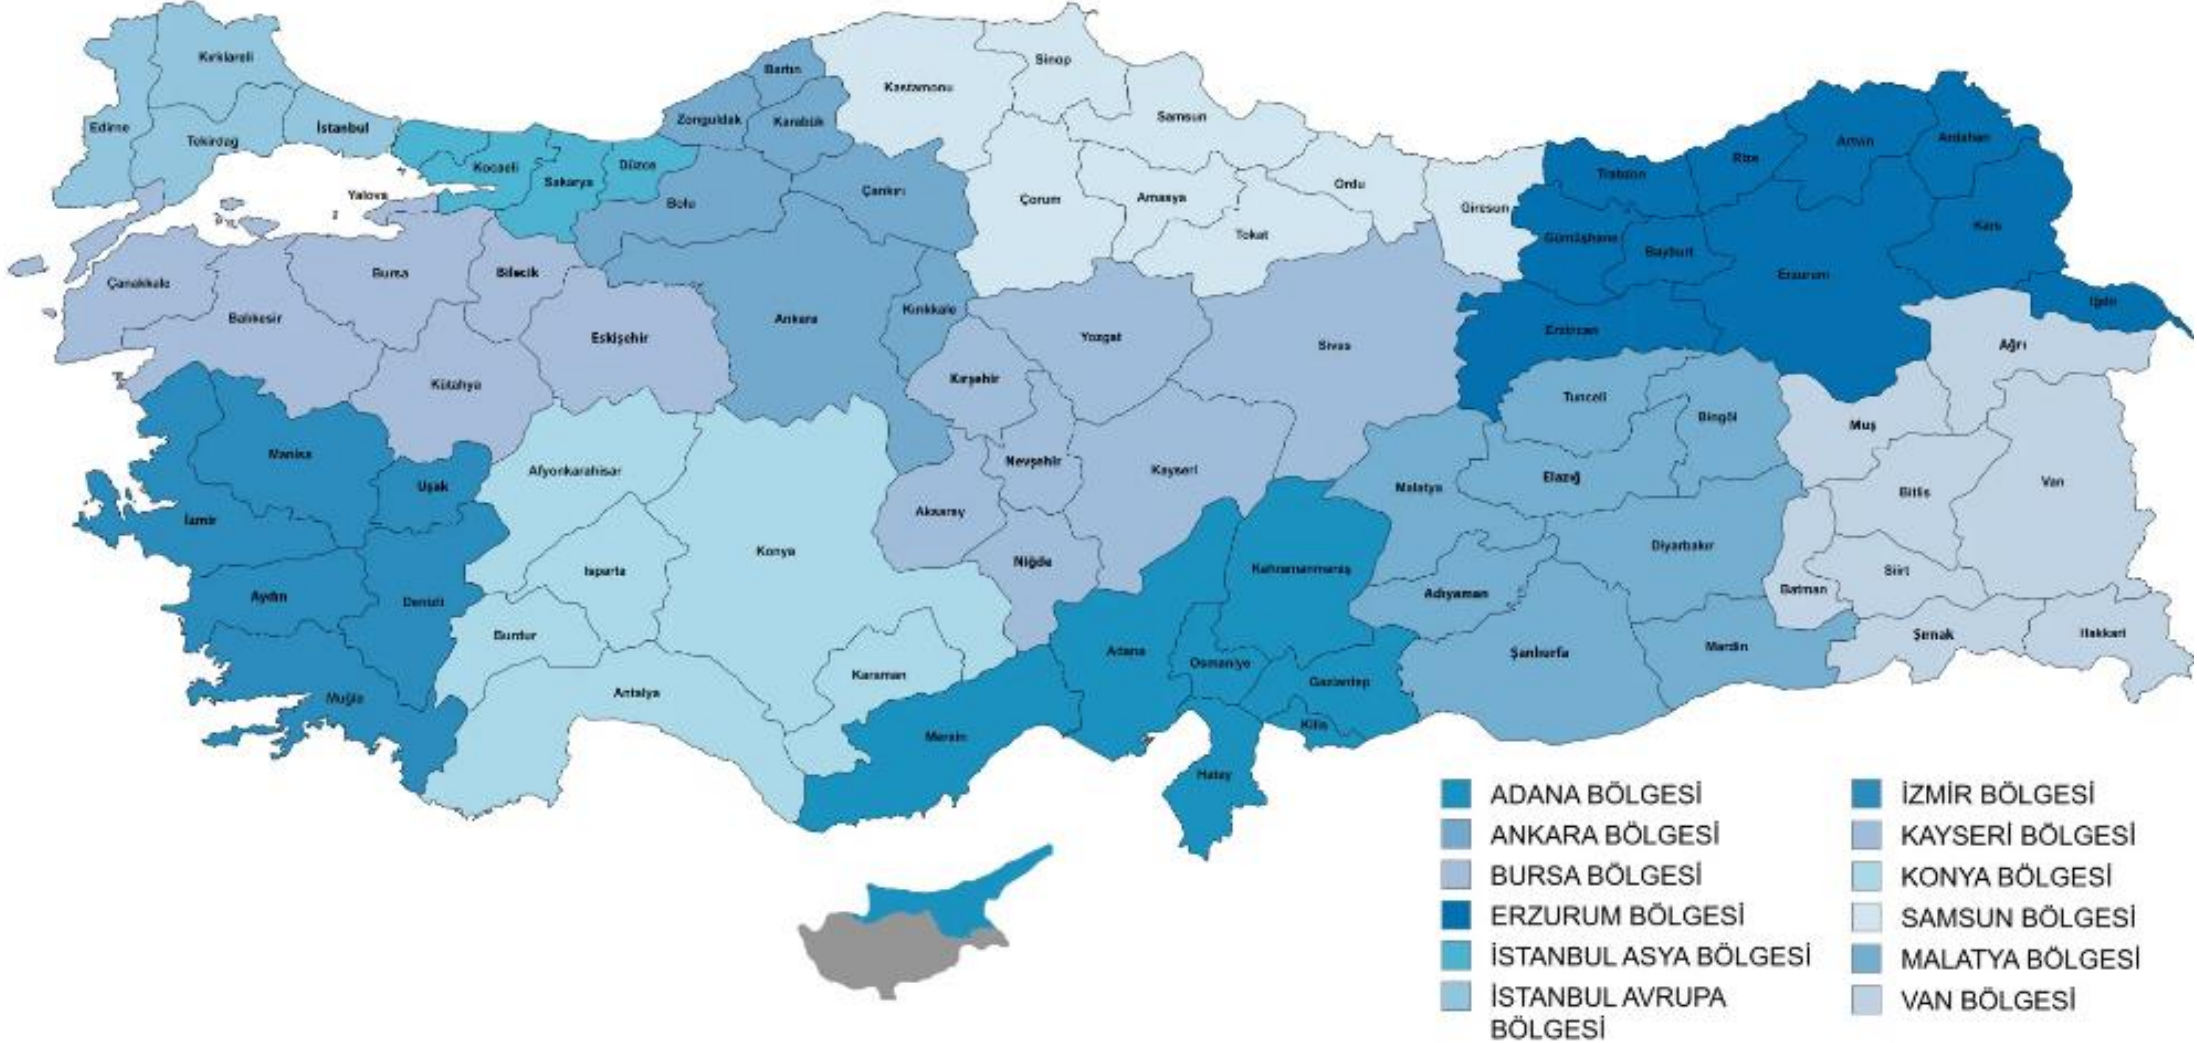 Kırklareli
Edirne
Tekirdağ
İstanbul
Kocaeli
Yalova
Sakarya
Düzce
Bartın
Zonguldak
Karabük
Bolu
Çankırı
Kastamonu
Sinop
Samsun
Çorum
Amasya
Ordu
Tokat
Giresun
Trabzon
Rize
Artvin
Ardahan
Gümüşhane
Bayburt
Erzurum
Kars
Iğdır
Çanakkale
Balıkesir
Bursa
Bilecik
Eskişehir
Kütahya
Ankara
Kırıkkale
Kırşehir
Yozgat
Sivas
Erzincan
Ağrı
Tunceli
Bingöl
Muş
Manisa
Uşak
Afyonkarahisar
Nevşehir
Kayseri
Malatya
Elazığ
Bitlis
Van
İzmir
Aksaray
Konya
Isparta
Niğde
Kahramanmaraş
Diyarbakır
Siirt
Batman
Adıyaman
Aydın
Denizli
Burdur
Adana
Osmaniye
Gaziantep
Şanlıurfa
Mardin
Şırnak
Hakkari
Muğla
Antalya
Karaman
Mersin
Kilis
Hatay
ADANA BÖLGESİ
ANKARA BÖLGESİ
BURSA BÖLGESİ
ERZURUM BÖLGESİ
İSTANBUL ASYA BÖLGESİ
İSTANBUL AVRUPA
BÖLGESİ
İZMİR BÖLGESİ
KAYSERİ BÖLGESİ
KONYA BÖLGESİ
SAMSUN BÖLGESİ
MALATYA BÖLGESİ
VAN BÖLGESİ